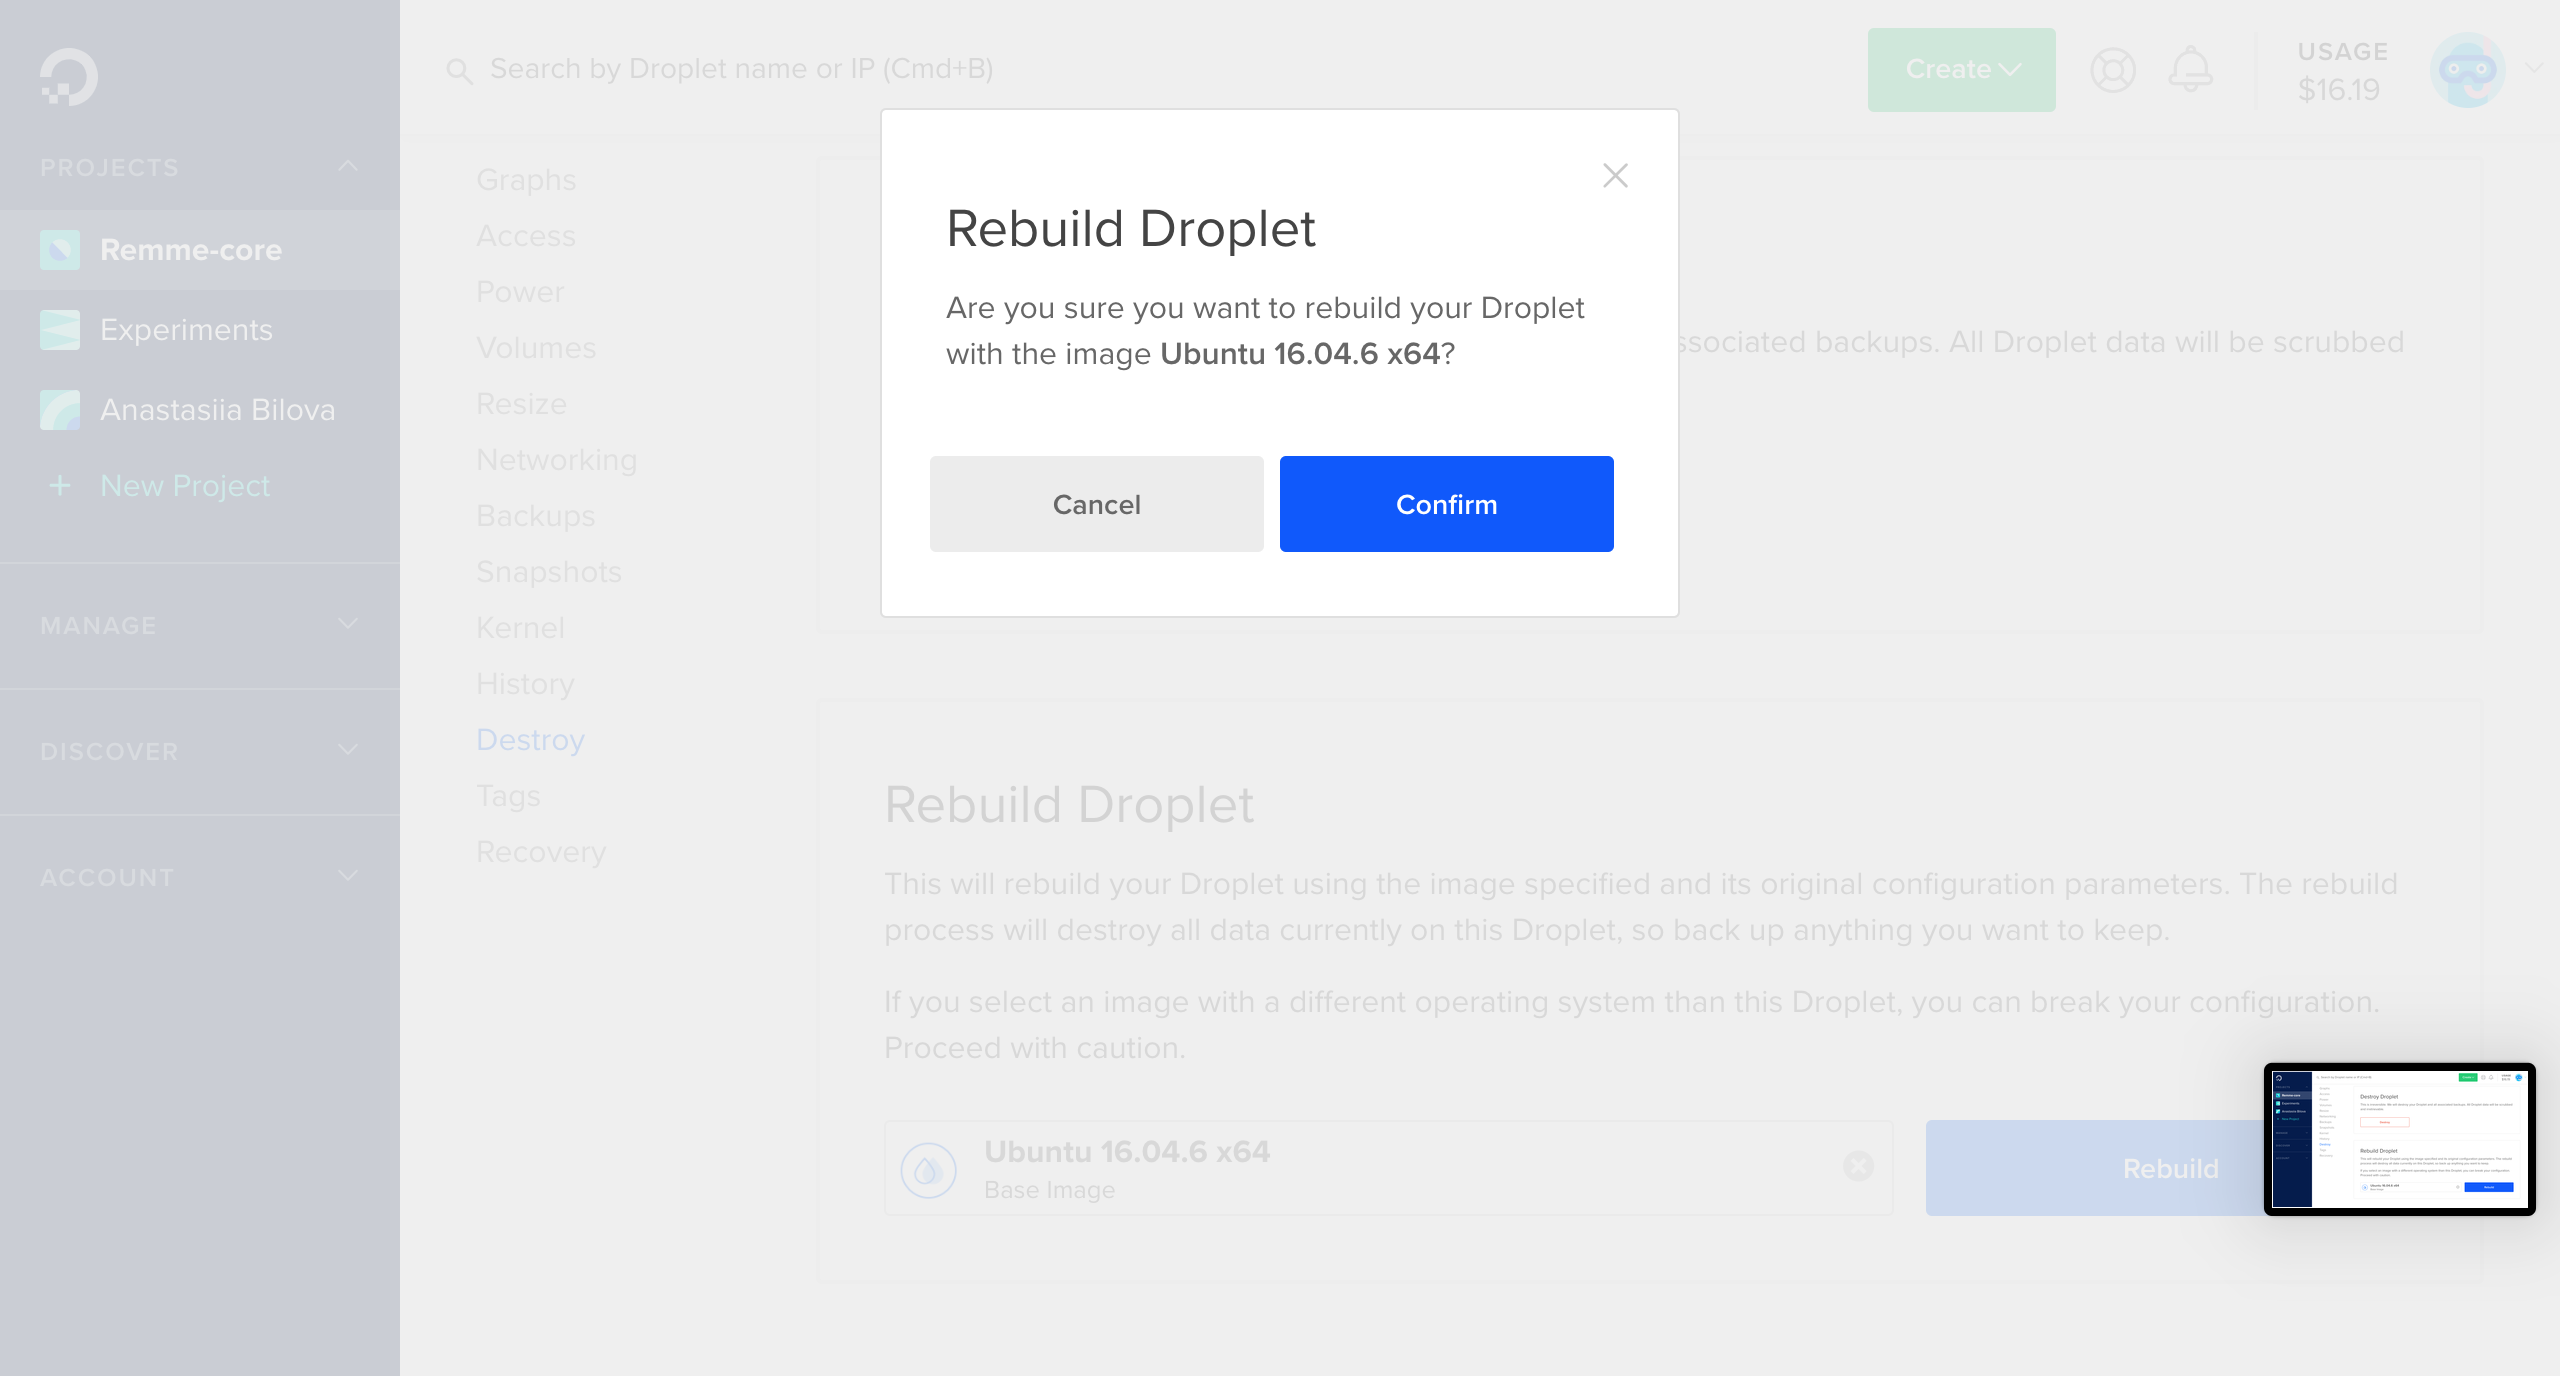 Search by Droplet name or IP (Cmd+B)
Create
USAGE
$16.19
PROJECTS
Remme-core
Experiments
Anastasiia Bilova
+ New Project
MANAGE
DISCOVER
ACCOUNT
Graphs
Access
Power
Volumes
Resize
Networking
Backups
Snapshots
Kernel
History
Destroy
Tags
Recovery
Rebuild Droplet
Are you sure you want to rebuild your Droplet
with the image Ubuntu 16.04.6 x64?
Cancel
Confirm
ssociated backups. All Droplet data will be scrubbed
Rebuild Droplet
This will rebuild your Droplet using the image specified and its original configuration parameters. The rebuild
process will destroy all data currently on this Droplet, so back up anything you want to keep.
If you select an image with a different operating system than this Droplet, you can break your configuration.
Proceed with caution.
Ubuntu 16.04.6 x64
Base Image
Rebuild
Destroy Droplet
Rebuild Droplet